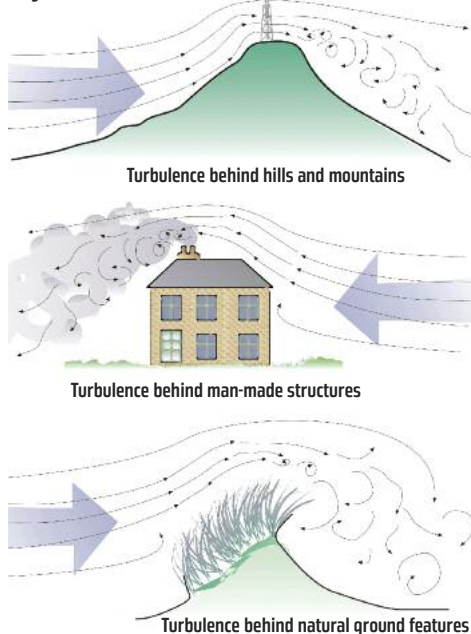 Turbulence behind hills and mountains
Turbulence behind man-made structures
Turbulence behind natural ground features